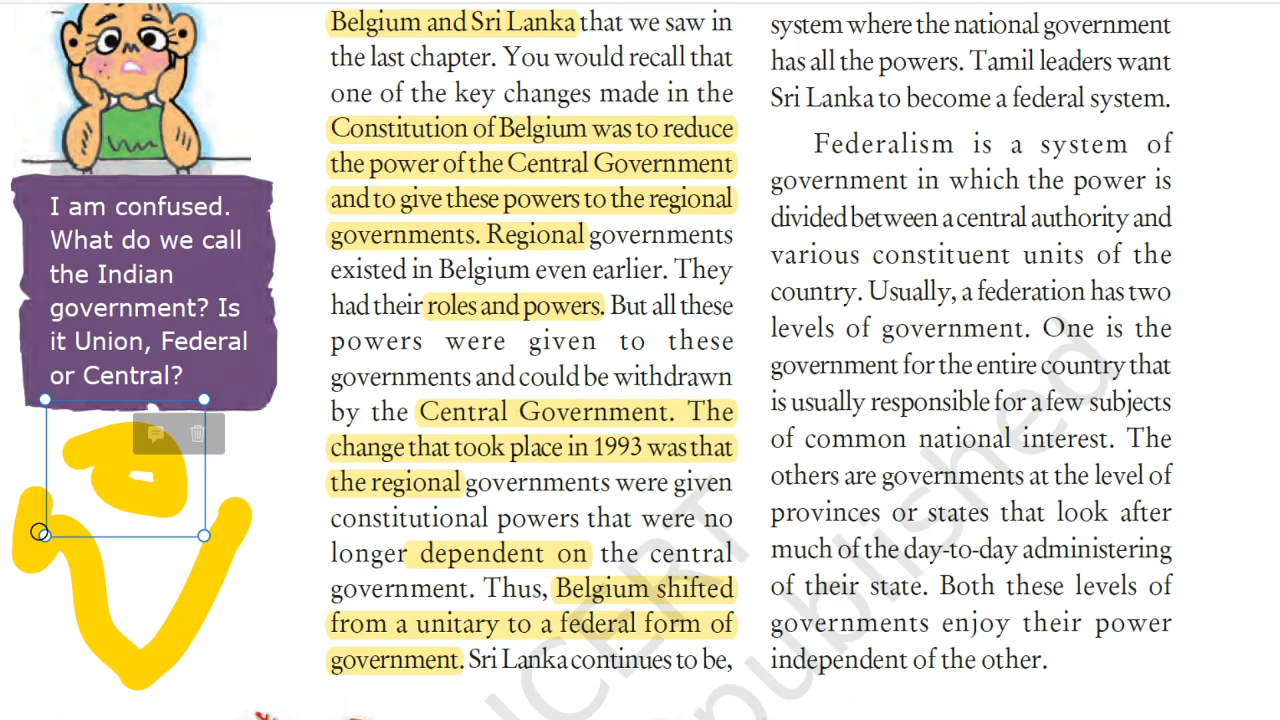 I am confused.
What do we call
the Indian
government? Is
it Union, Federal
or Central?
Belgium and Sri Lanka that we saw in
the last chapter. You would recall that
one of the key changes made in the
Constitution of Belgium was to reduce
the power of the Central Government
and to give these powers to the regional
governments. Regional governments
existed in Belgium even earlier. They
had their roles and powers. But all these
powers were given to these
governments and could be withdrawn
by the Central Government. The
change that took place in 1993 was that
the regional governments were given
constitutional powers that were no
longer dependent on the central
government. Thus, Belgium shifted
from a unitary to a federal form of
government. Sri Lanka continues to be,
system where the national government
has all the powers. Tamil leaders want
Sri Lanka to become a federal system.
Federalism is a system of
government in which the power is
divided between a central authority and
various constituent units of the
country. Usually, a federation has two
levels of government. One is the
government for the entire country that
is usually responsible for a few subjects
of common national interest. The
others are governments at the level of
provinces or states that look after
much of the day-to-day administering
of their state. Both these levels of
governments enjoy their power
independent of the other.
NCERT
published